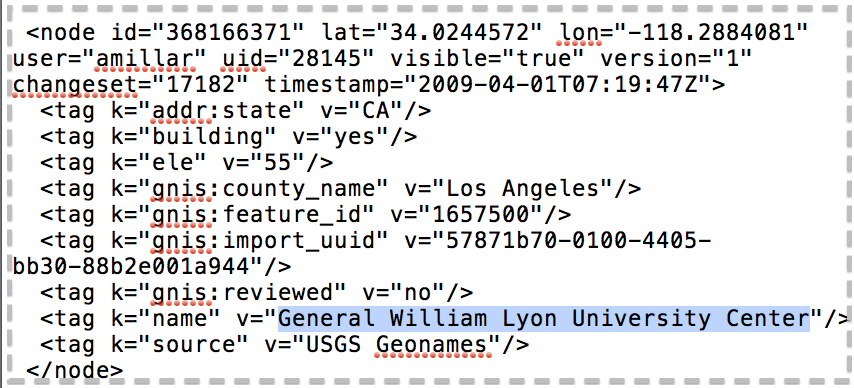 <node id="368166371" lat="34.0244572" lon="-118.2884081"
user="amillar" uid="28145" visible="true" version="1"
changeset="17182" timestamp="2009-04-01T07:19:47Z">
<tag k="addr:state" v="CA"/>
<tag k="building" v="yes"/>
<tag k="ele" v="55"/>
<tag k="gnis:county_name" v="Los Angeles"/>
<tag k="gnis:feature_id" v="1657500"/>
<tag k="gnis:import_uuid" v="57871b70-0100-4405-
bb30-88b2e001a944"/>
<tag k="gnis:reviewed" v="no"/>
<tag k="name" v="General William Lyon University Center"/>
<tag k="source" v="USGS Geonames"/>
</node>